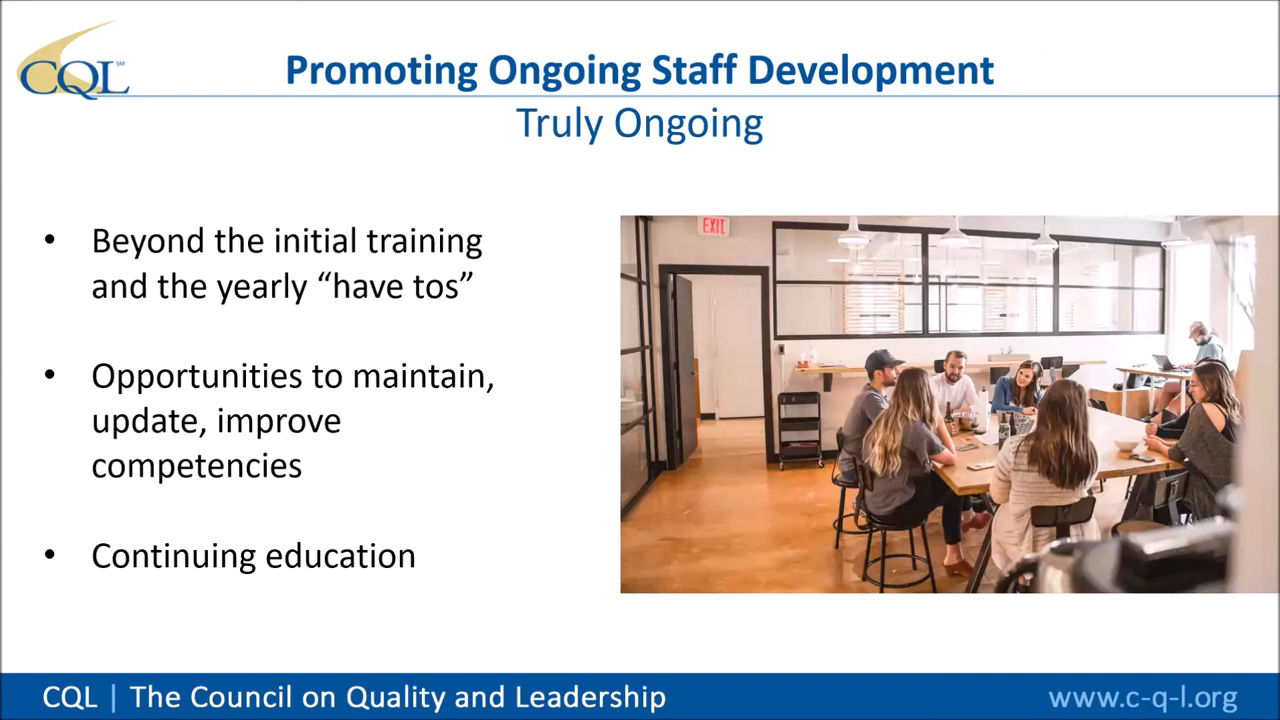 CQL℠
Promoting Ongoing Staff Development
Truly Ongoing
• Beyond the initial training
and the yearly “have tos”
• Opportunities to maintain,
update, improve
competencies
• Continuing education
EXIT
CQL | The Council on Quality and Leadership
www.c-q-l.org